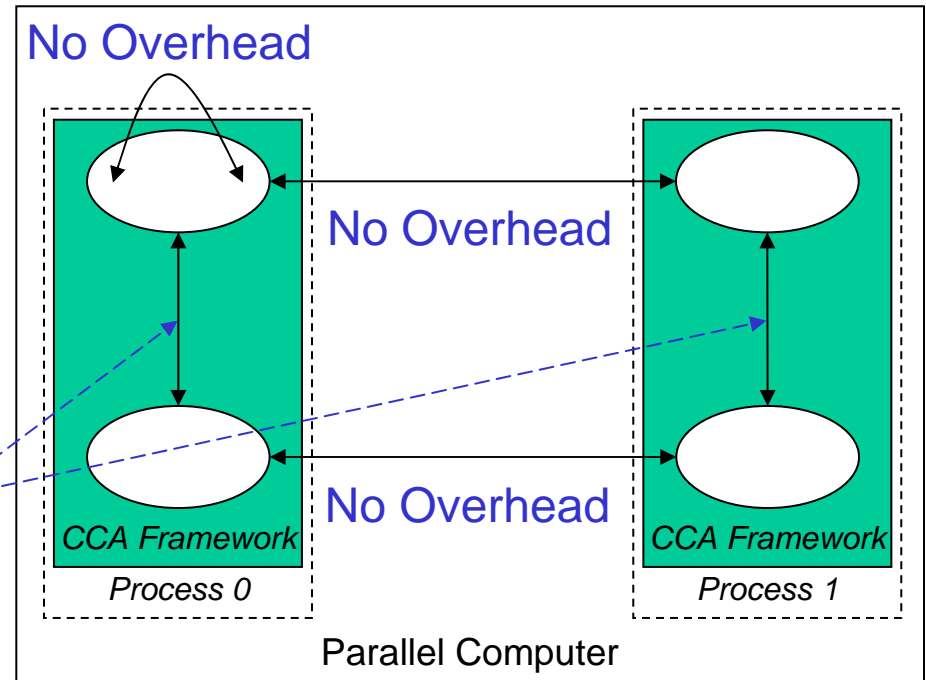 No Overhead
No Overhead
No Overhead
CCA Framework
CCA Framework
Process 0
Process 1
Parallel Computer